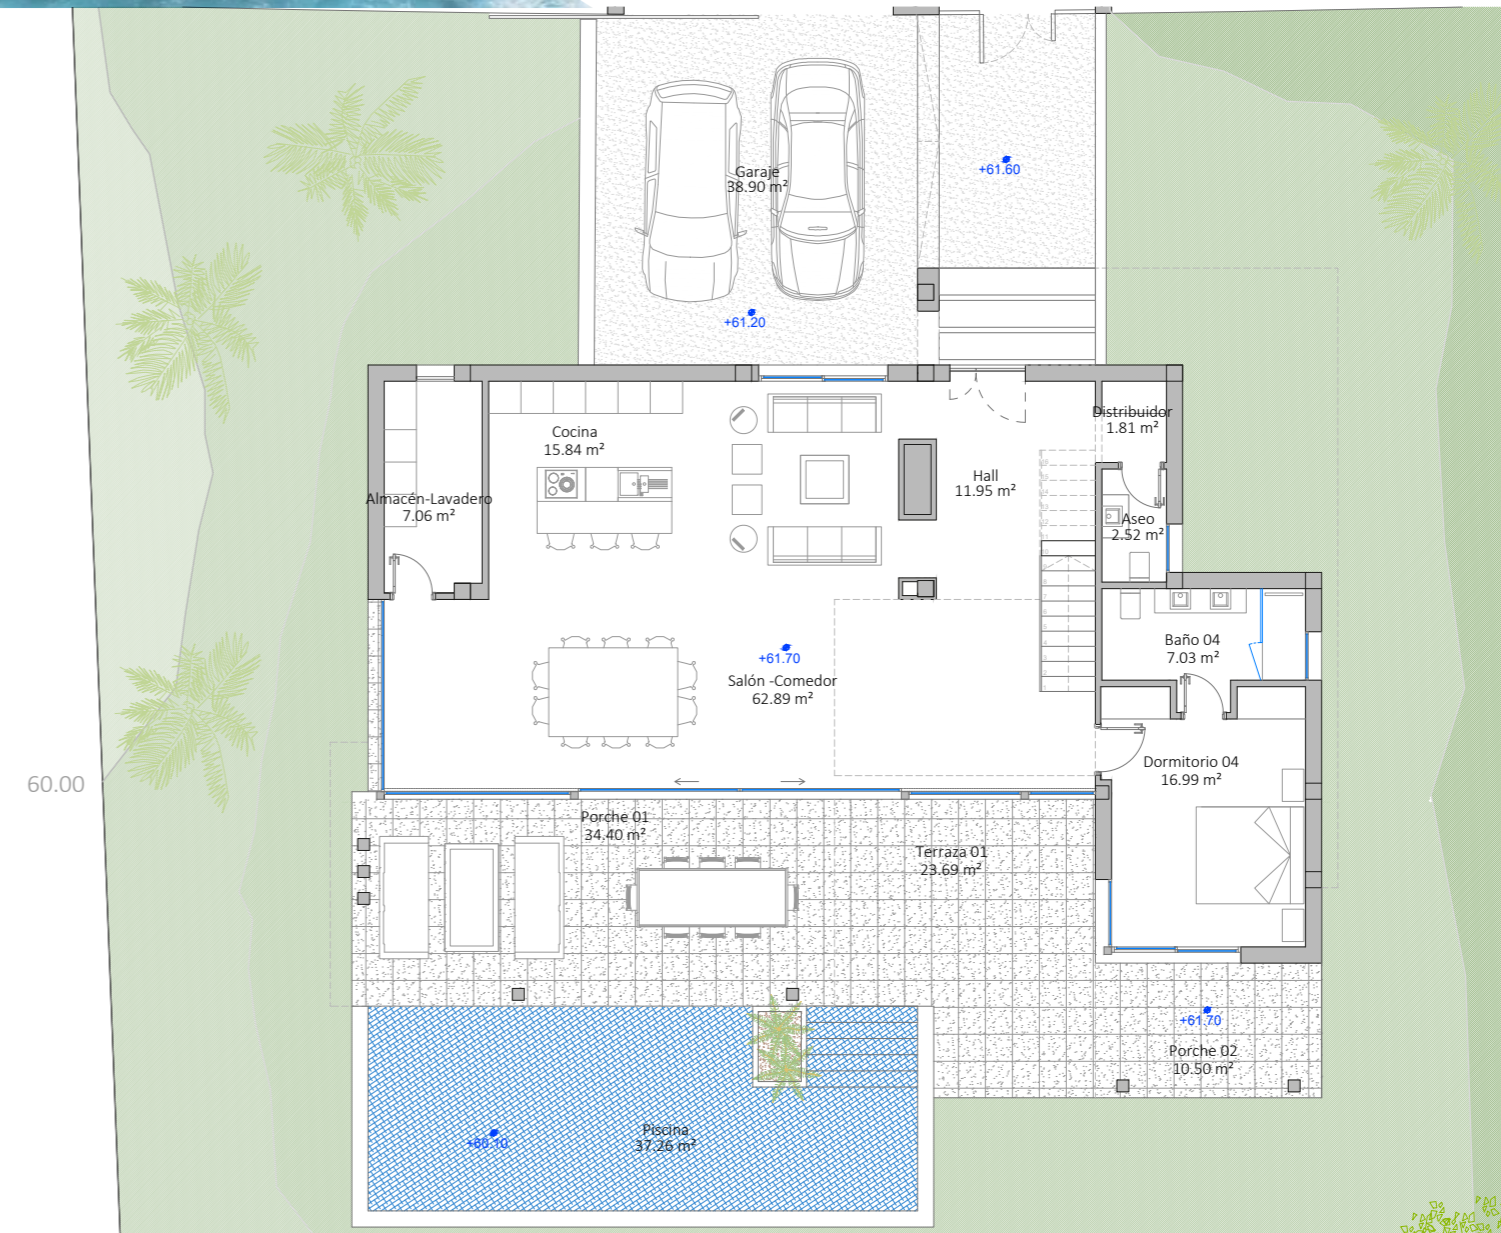 +61.60
Garaje
38.90 m²
+61.20
Distribuidor
1.81 m²
Cocina
15.84 m²
Hall
11.95 m²
Almacén-Lavadero
7.06 m²
Aseo
2.52 m²
Baño 04
7.03 m²
+61.70
Salón -Comedor
62.89 m²
Dormitorio 04
16.99 m²
60.00
Porche 01
34.40 m²
Terraza 01
23.69 m²
+61.70
Porche 02
10.50 m²
Piscina
37.26 m²
+60.10